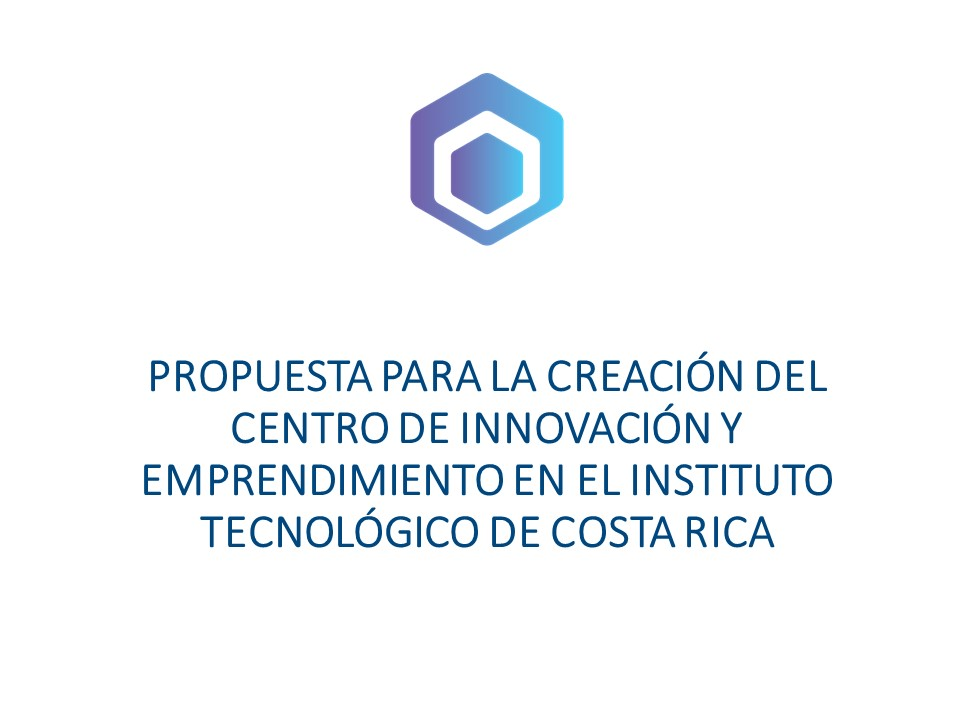 PROPUESTA PARA LA CREACIÓN DEL
CENTRO DE INNOVACIÓN Y
EMPRENDIMIENTO EN EL INSTITUTO
TECNOLÓGICO DE COSTA RICA